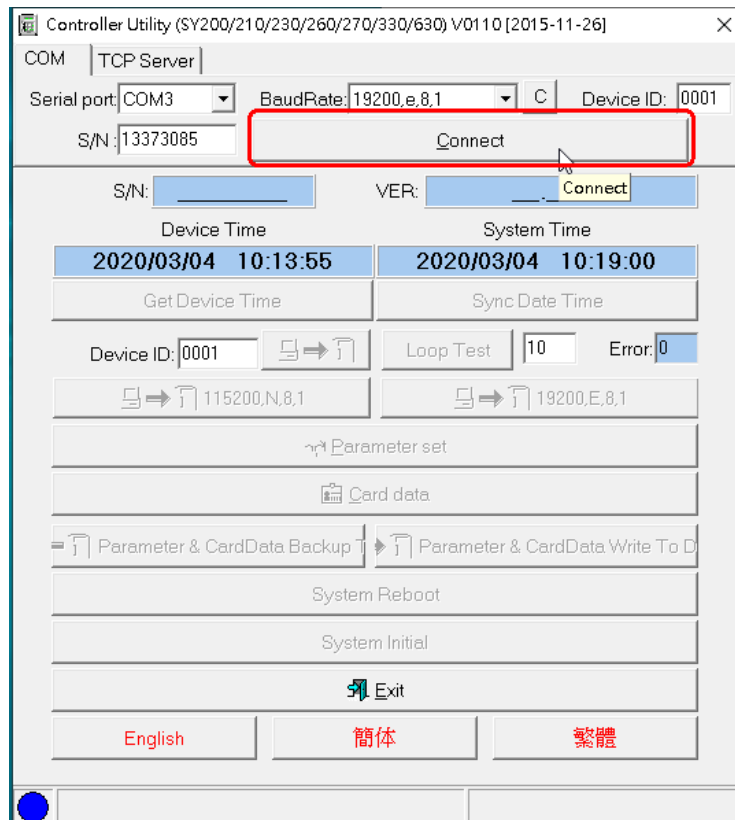 Controller Utility (SY200/210/230/260/270/330/630) V0110 [2015-11-26]
COM TCP Server
Serial port: COM3 BaudRate: 19200,e,8,1 C Device ID: 0001
S/N : 13373085 Connect
S/N: ___________ VER: ___.___ Connect
Device Time System Time
2020/03/04 10:13:55 2020/03/04 10:19:00
Get Device Time Sync Date Time
Device ID: 0001 Loop Test 10 Error: 0
115200,N,8,1 19200,E,8,1
Parameter set
Card data
Parameter & CardData Backup T Parameter & CardData Write To D
System Reboot
System Initial
Exit
English 簡体 繁體